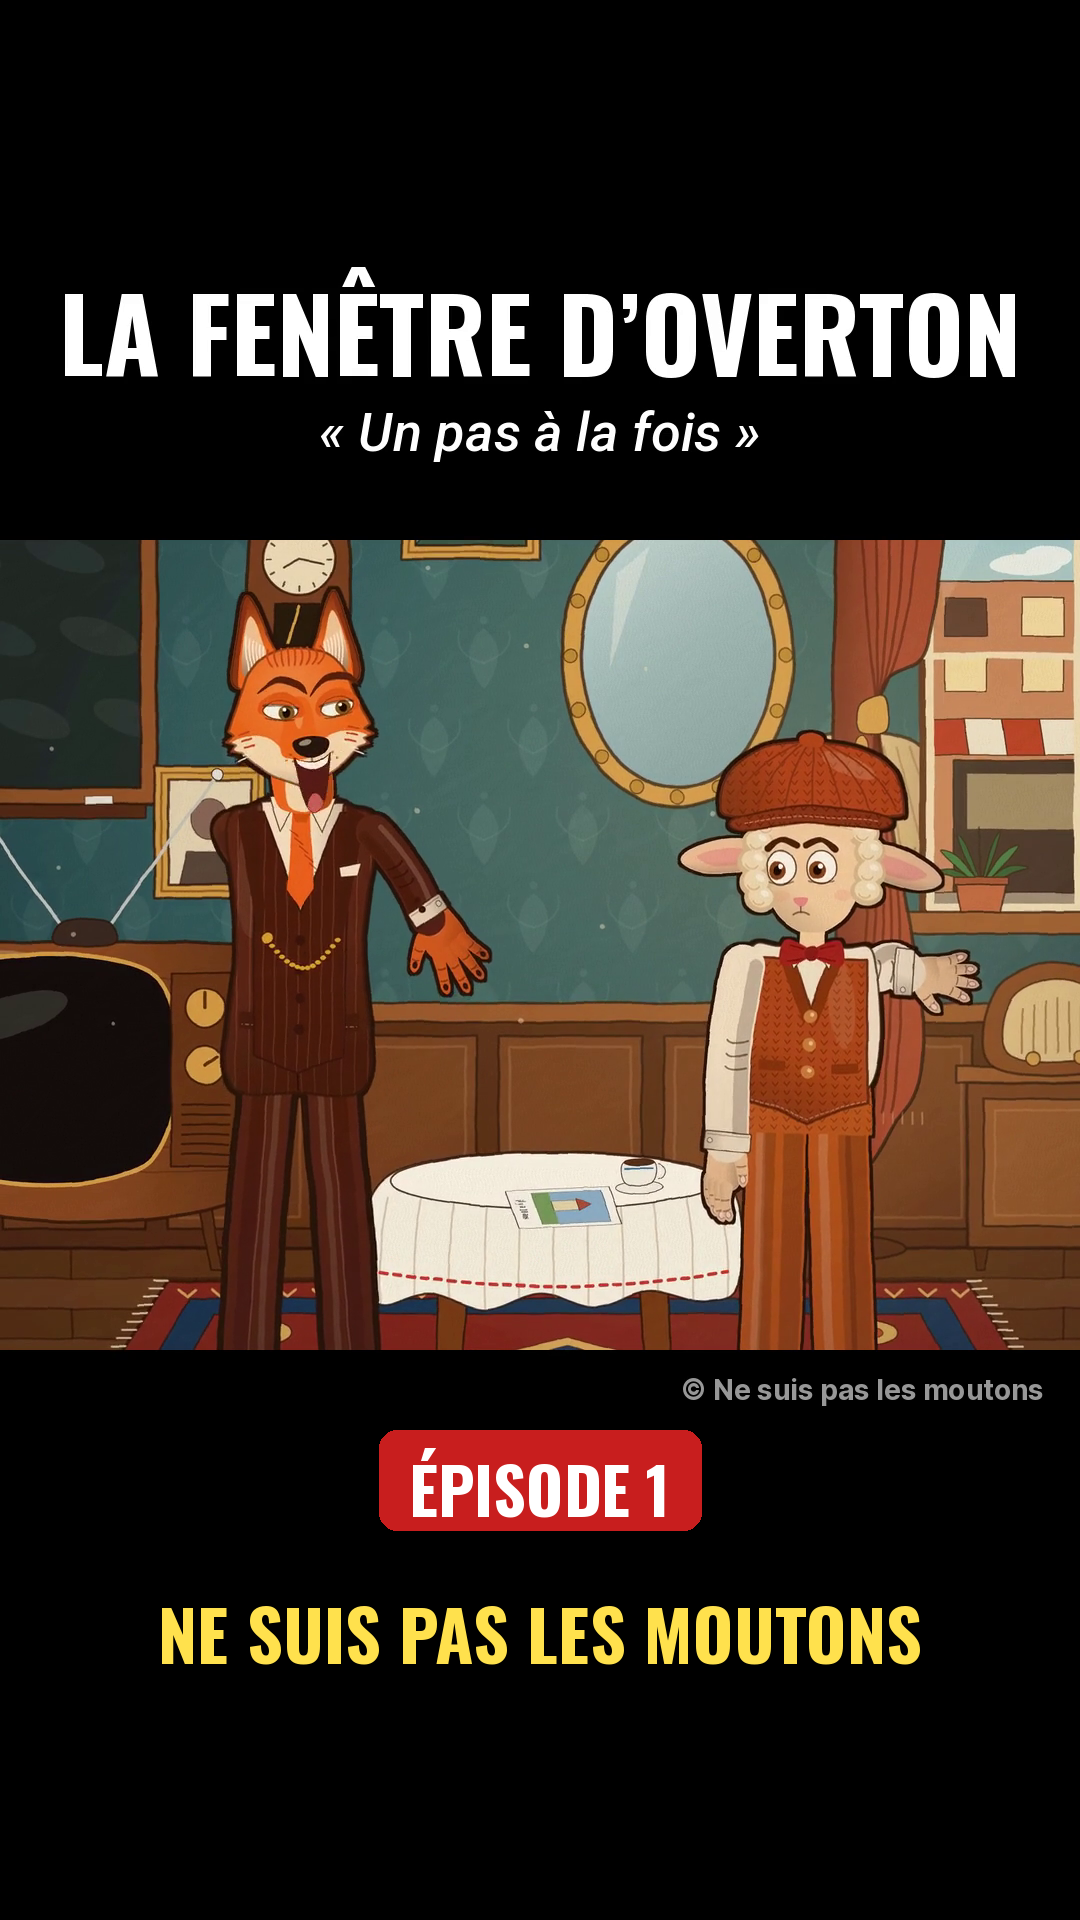 LA FENÊTRE D’OVERTON
« Un pas à la fois »
© Ne suis pas les moutons
ÉPISODE 1
NE SUIS PAS LES MOUTONS